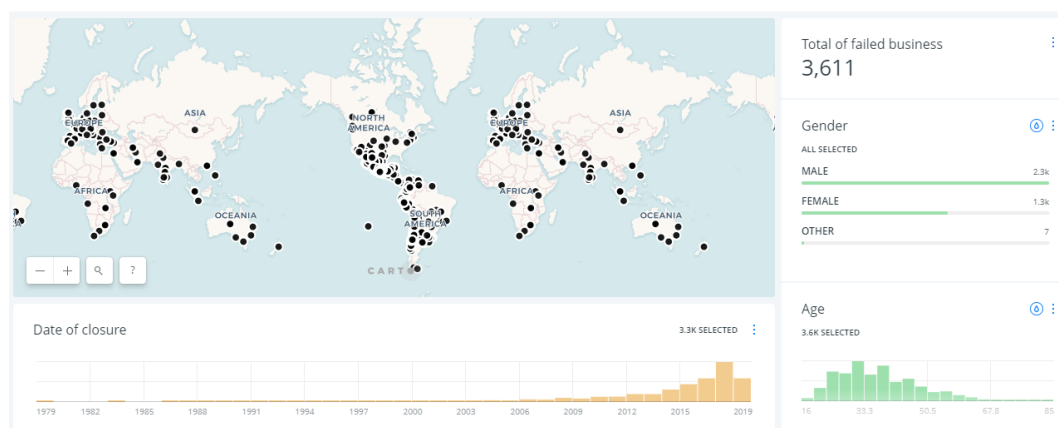 ASIA
NORTH
AMERICA
ASIA
EUROPE
EUROPE
AFRICA
AFRICA
OCEANIA
SOUTH
AMERICA
OCEANIA
CARTO
− + ?
Total of failed business
3,611
Gender
ALL SELECTED
MALE 2.3k
FEMALE 1.3k
OTHER 7
Date of closure 3.3K SELECTED
1979 1982 1985 1988 1991 1994 1997 2000 2003 2006 2009 2012 2015 2019
Age
3.6K SELECTED
16 33.3 50.5 67.8 85